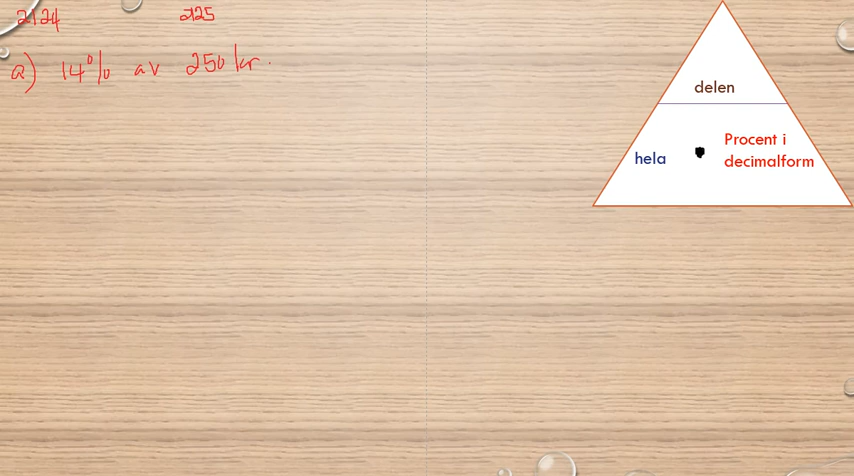 2124 2125
a) 14% av 250 kr.
delen
hela
Procent i
decimalform